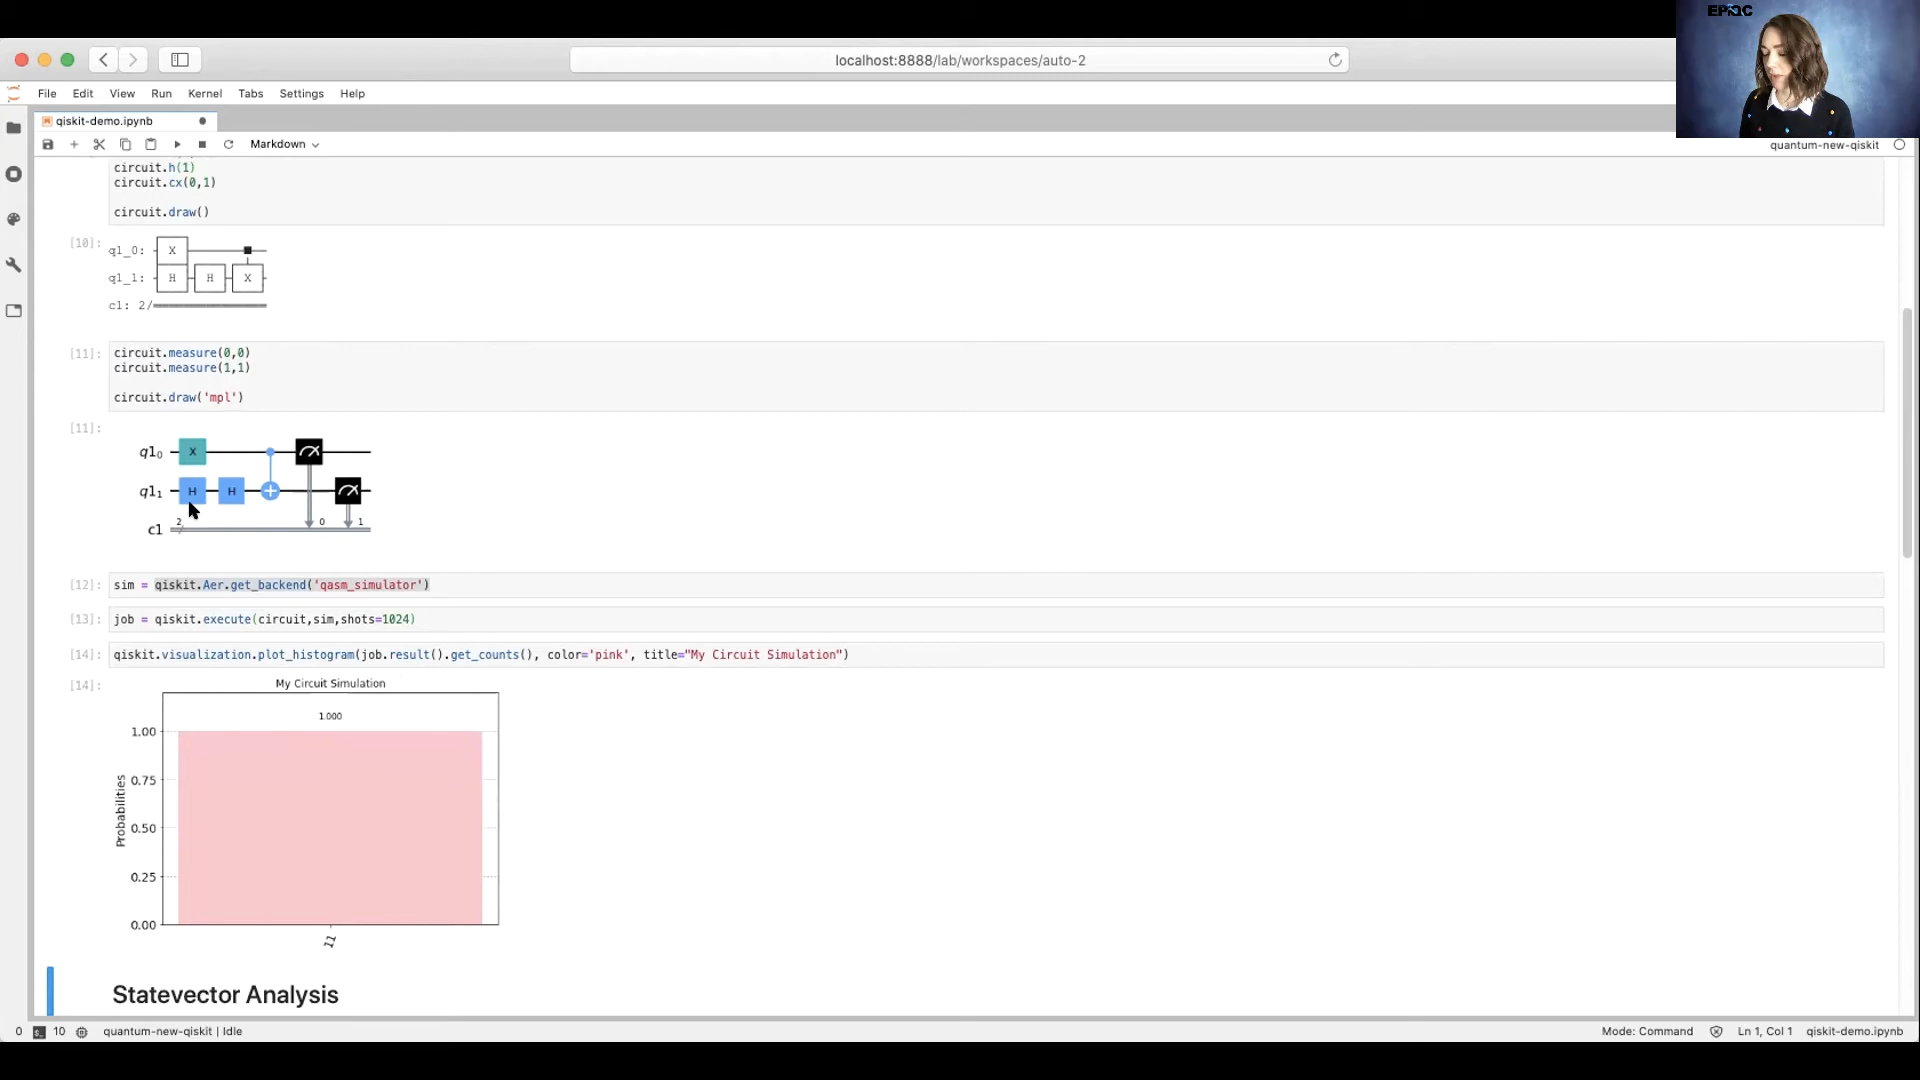 EPIQC
localhost:8888/lab/workspaces/auto-2
File Edit View Run Kernel Tabs Settings Help
qiskit-demo.ipynb
Markdown
quantum-new-qiskit
circuit.h(1)
circuit.cx(0,1)
circuit.draw()
[10]:
q1_0: X
q1_1: H H X
c1: 2/
[11]:
circuit.measure(0,0)
circuit.measure(1,1)
circuit.draw('mpl')
[11]:
q1₀ X
q1₁ H H
2 0 1
c1
[12]: sim = qiskit.Aer.get_backend('qasm_simulator')
[13]: job = qiskit.execute(circuit,sim,shots=1024)
[14]: qiskit.visualization.plot_histogram(job.result().get_counts(), color='pink', title="My Circuit Simulation")
[14]:
My Circuit Simulation
1.000
1.00
0.75
0.50
0.25
0.00
Probabilities
11
Statevector Analysis
0 10 quantum-new-qiskit | Idle
Mode: Command Ln 1, Col 1 qiskit-demo.ipynb